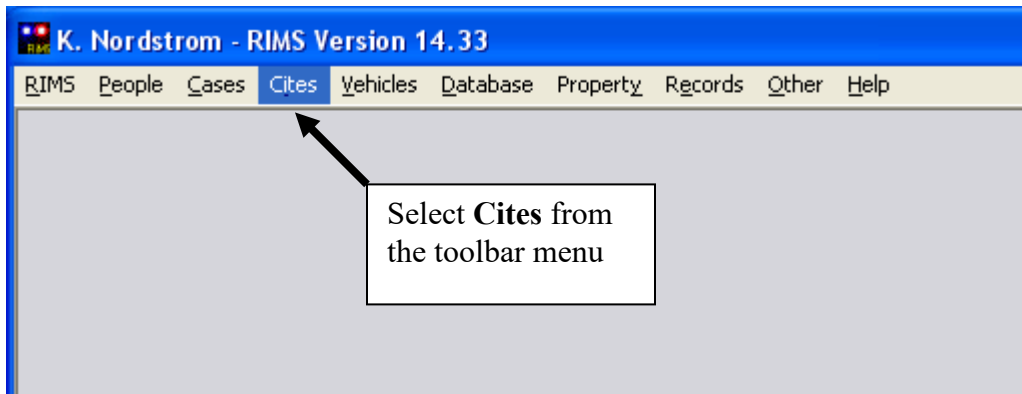 K. Nordstrom - RIMS Version 14.33
RIMS People Cases Cites Vehicles Database Property Records Other Help
Select Cites from
the toolbar menu